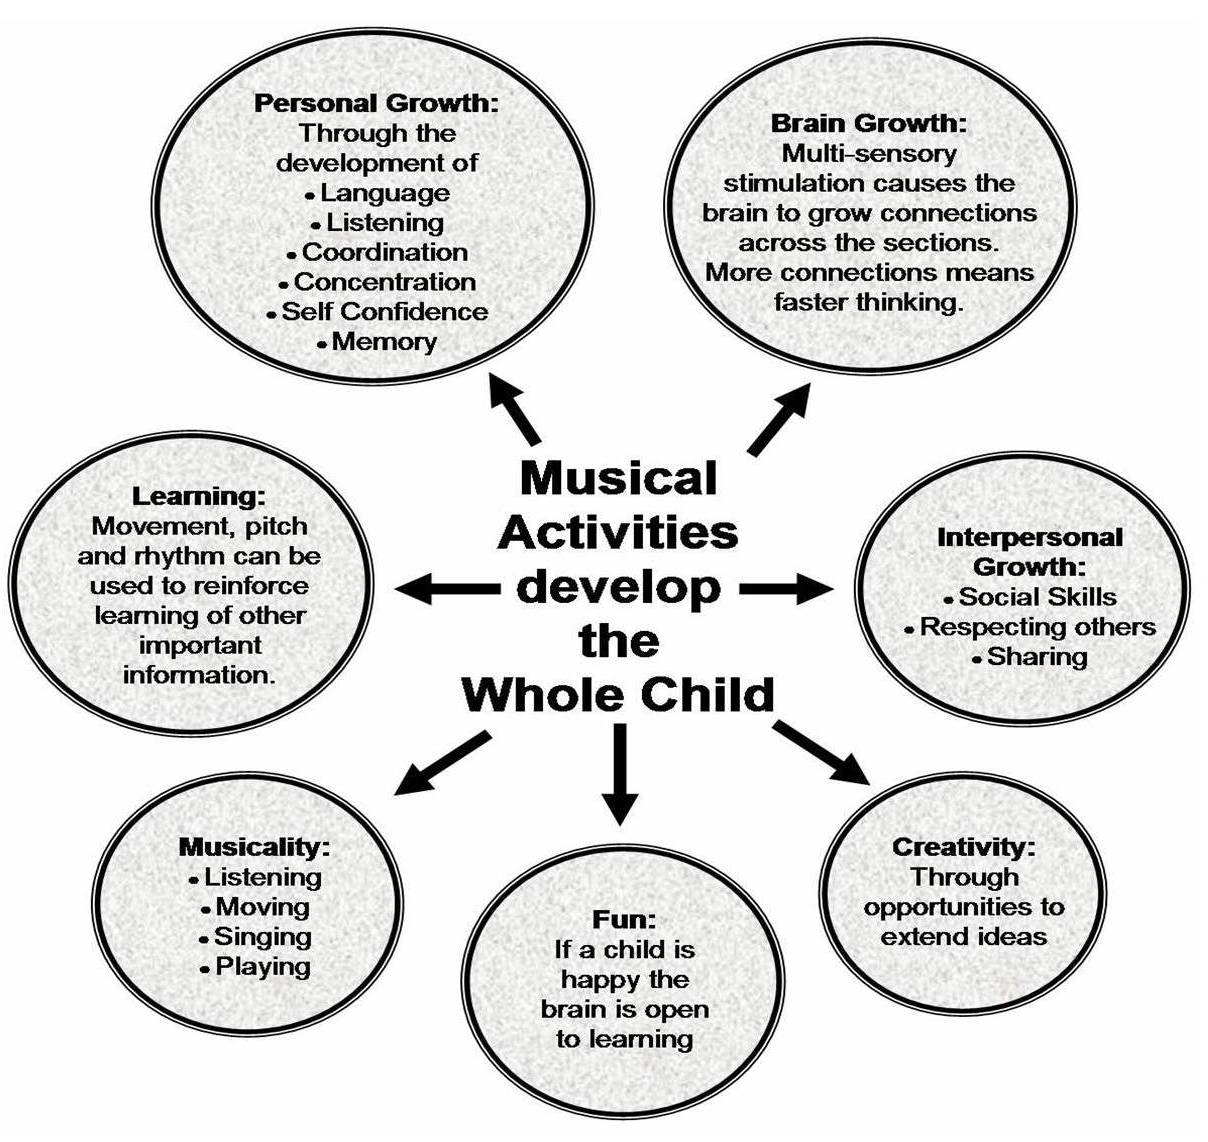 Personal Growth:
Through the
development of
• Language
• Listening
• Coordination
• Concentration
• Self Confidence
• Memory
Brain Growth:
Multi-sensory
stimulation causes the
brain to grow connections
across the sections.
More connections means
faster thinking.
Musical
Activities
develop
the
Whole Child
Learning:
Movement, pitch
and rhythm can be
used to reinforce
learning of other
important
information.
Interpersonal
Growth:
• Social Skills
• Respecting others
• Sharing
Musicality:
• Listening
• Moving
• Singing
• Playing
Fun:
If a child is
happy the
brain is open
to learning
Creativity:
Through
opportunities to
extend ideas